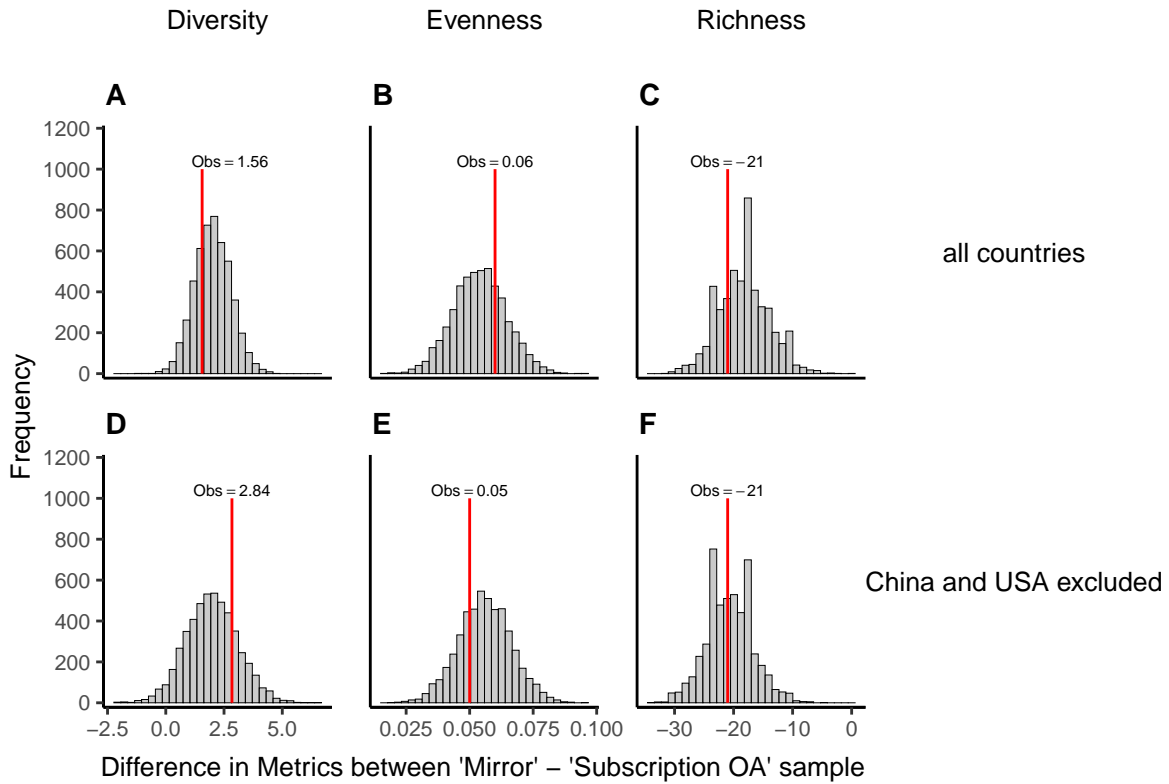 Diversity Evenness Richness
A B C
1200
1000
800
600
400
200
0
Obs = 1.56
Obs = 0.06
Obs = −21
all countries
Frequency
D E F
1200
1000
800
600
400
200
0
Obs = 2.84
Obs = 0.05
Obs = −21
China and USA excluded
−2.5 0.0 2.5 5.0
0.025 0.050 0.075 0.100
−30 −20 −10 0
Difference in Metrics between 'Mirror' − 'Subscription OA' sample